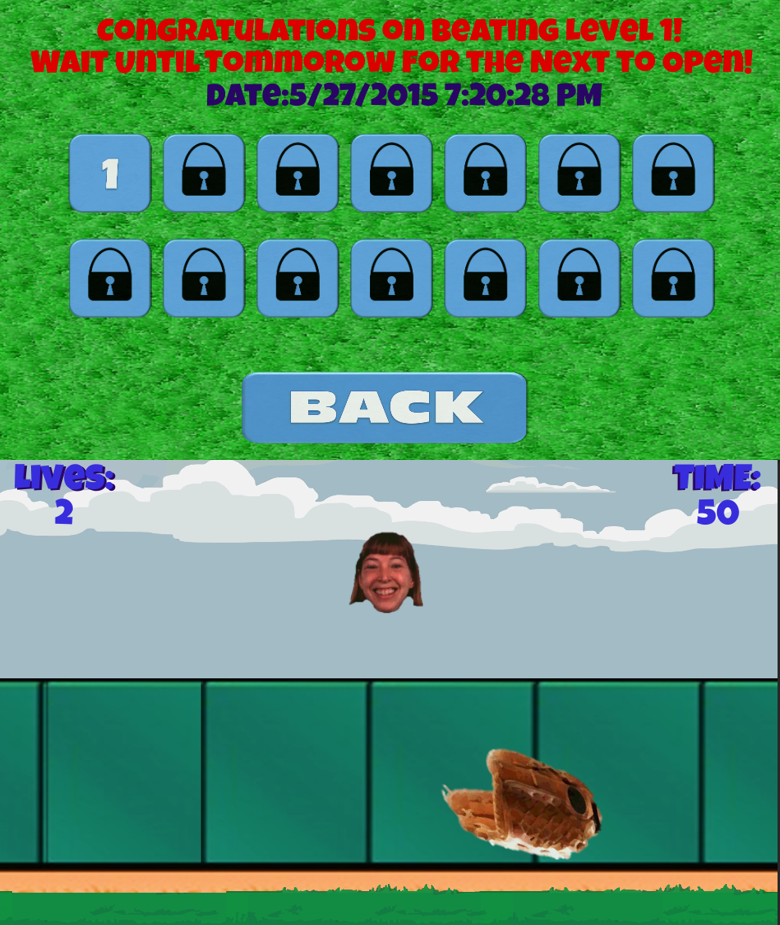 Congratulations on Beating Level 1!
Wait until Tommorow for the next to open!
Date:5/27/2015 7:20:28 PM
1
BACK
Lives:
2
Time:
50